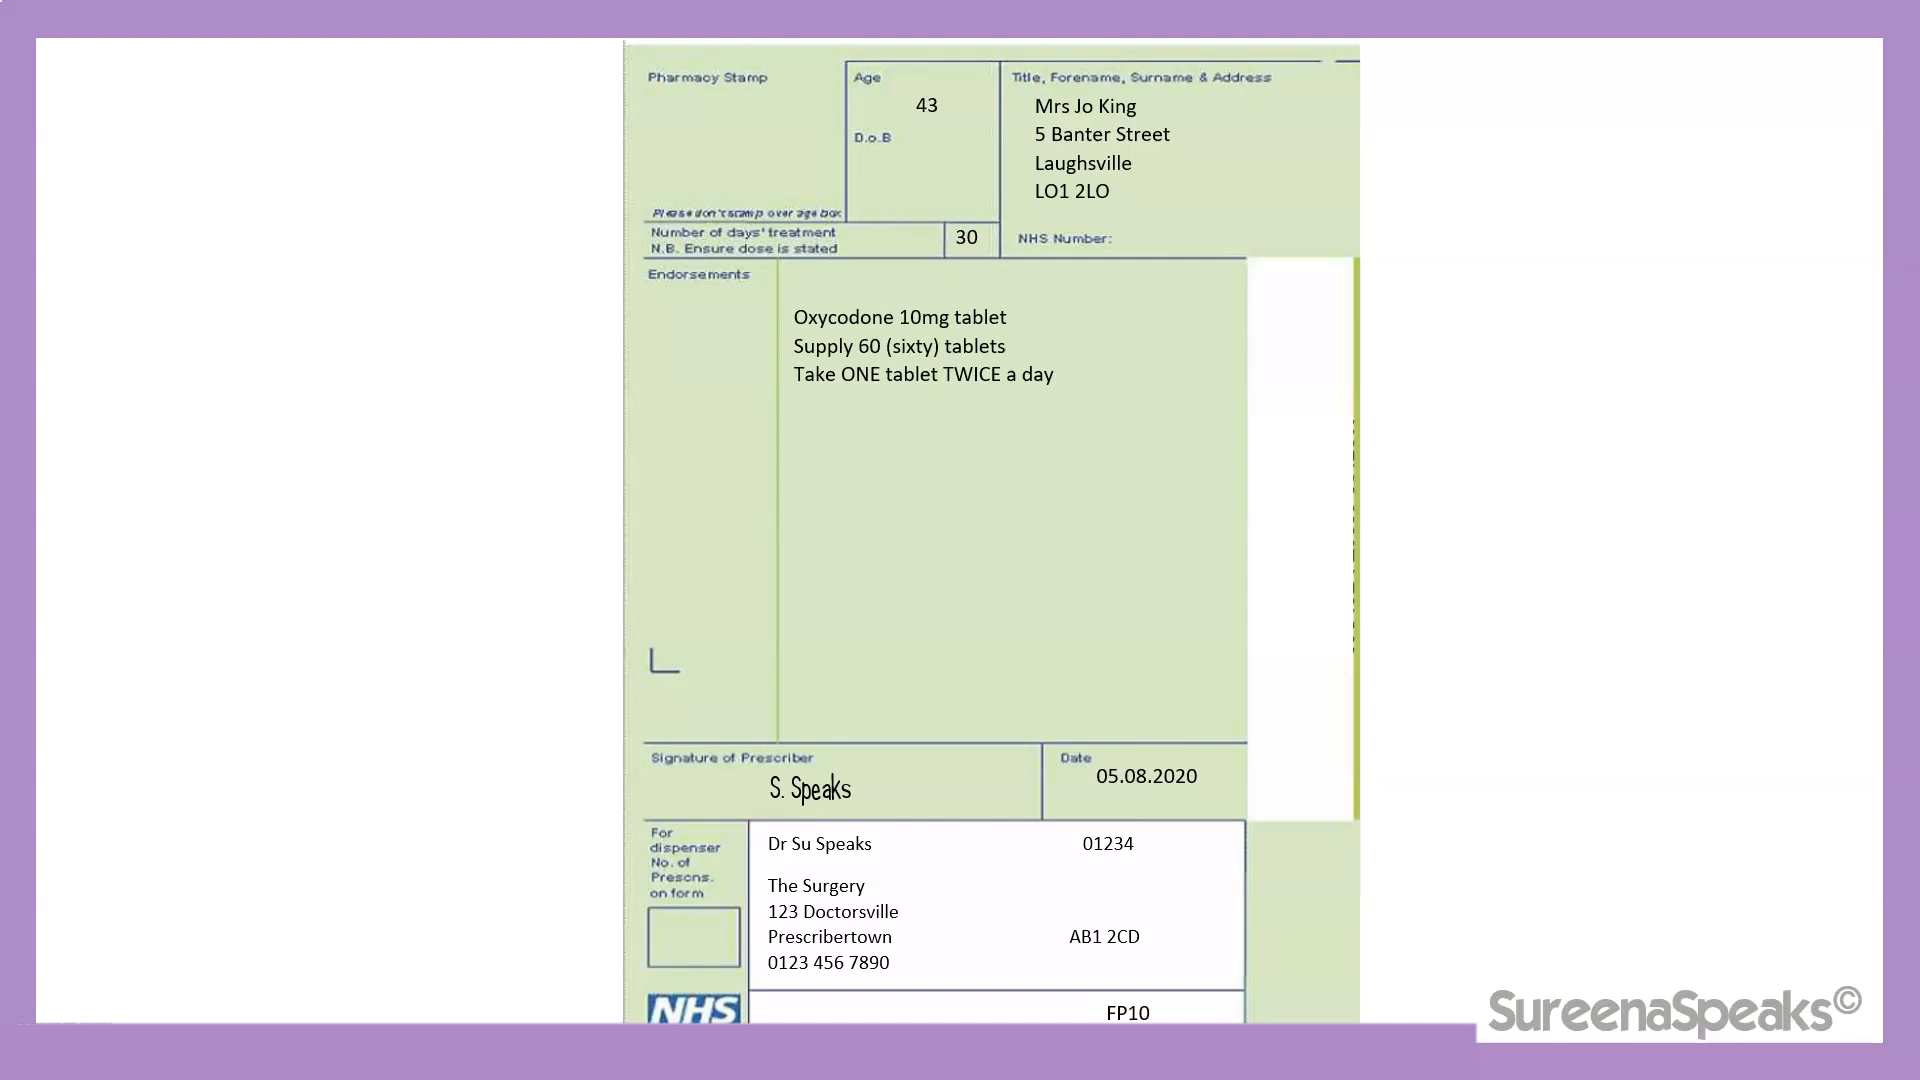 Pharmacy Stamp
Age
43
D.o.B
Title, Forename, Surname & Address
Mrs Jo King
5 Banter Street
Laughsville
LO1 2LO
Please don't stamp over age box
Number of days' treatment
N.B. Ensure dose is stated
30
NHS Number:
Endorsements
Oxycodone 10mg tablet
Supply 60 (sixty) tablets
Take ONE tablet TWICE a day
Signature of Prescriber
S. Speaks
Date
05.08.2020
For
dispenser
No. of
Prescns.
on form
Dr Su Speaks 01234
The Surgery
123 Doctorsville
Prescribertown AB1 2CD
0123 456 7890
NHS
FP10
SureenaSpeaks©